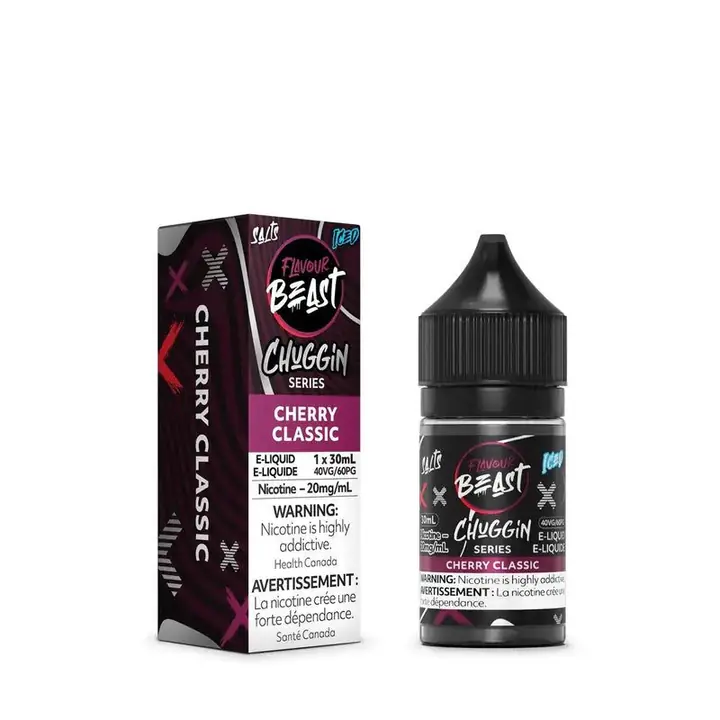 CHERRY CLASSIC
SALTS
ICED
FLAVOUR
BEAST
CHUGGIN
SERIES
CHERRY
CLASSIC
E-LIQUID 1 x 30mL
E-LIQUIDE 40VG/60PG
Nicotine – 20mg/mL
WARNING:
Nicotine is highly
addictive.
Health Canada
AVERTISSEMENT :
La nicotine crée une
forte dépendance.
Santé Canada
SALTS
ICED
FLAVOUR
BEAST
CHUGGIN
SERIES
30mL
Nicotine –
20mg/mL
40VG/60PG
E-LIQUID
E-LIQUIDE
CHERRY CLASSIC
WARNING: Nicotine is highly addictive.
AVERTISSEMENT : La nicotine crée une
forte dépendance.